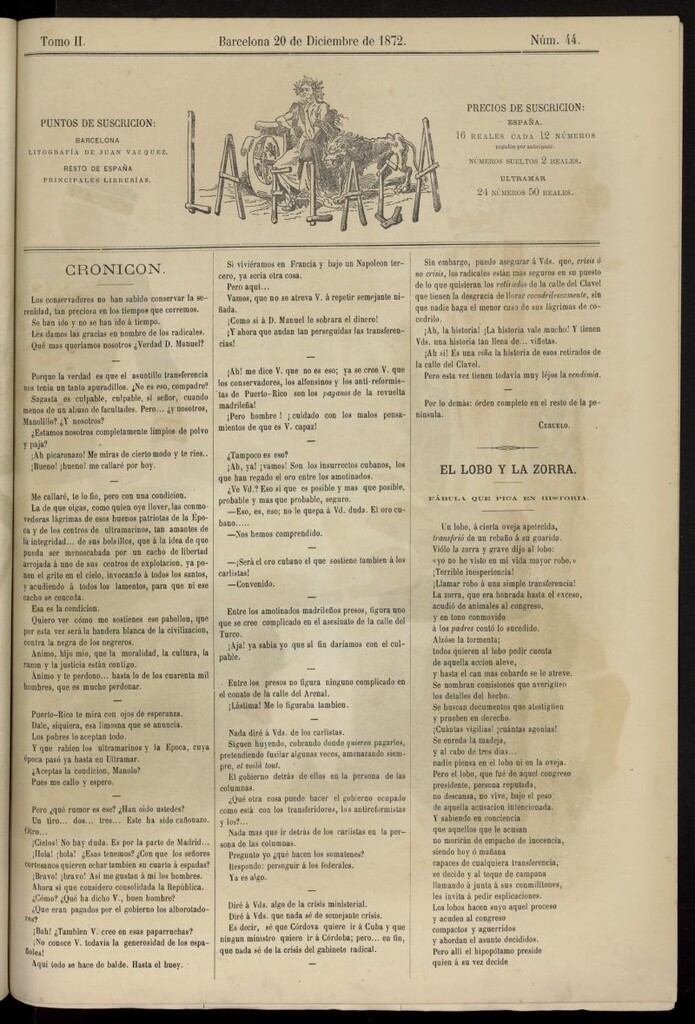 Tomo II.
Barcelona 20 de Diciembre de 1872.
Núm. 44.
PUNTOS DE SUSCRICION:
BARCELONA
LITOGRAFÍA DE JUAN VAZQUEZ.
RESTO DE ESPAÑA
PRINCIPALES LIBRERÍAS.
LA FLACA
PRECIOS DE SUSCRICION:
ESPAÑA.
16 REALES CADA 12 NÚMEROS
pagados por anticipado.
NÚMEROS SUELTOS 2 REALES.
ULTRAMAR
24 NÚMEROS 50 REALES.
CRONICON.
Los conservadores no han sabido conservar la se-
renidad, tan preciosa en los tiempos que corremos.
Se han ido y no se han ido á tiempo.
Les damos las gracias en nombre de los radicales.
Qué mas queríamos nosotros ¿Verdad D. Manuel?
Porque la verdad es que el asuntillo transferencia
nos tenia un tanto apuradillos. ¿No es eso, compadre?
Sagasta es culpable, culpable, sí señor, cuando
menos de un abuso de facultades. Pero... ¿y nosotros,
Manolillo? ¿Y nosotros?
¿Estamos nosotros completamente limpios de polvo
y paja?
¡Ah picaronazo! Me miras de cierto modo y te ries..
¡Bueno! ¡bueno! me callaré por hoy.
Me callaré, te lo fio, pero con una condicion.
La de que oigas, como quien oye llover, las conmo-
vedoras lágrimas de esos buenos patriotas de la Épo-
ca y de los centros de ultramarinos, tan amantes de
la integridad... de sus bolsillos, que á la idea de que
pueda ser menoscabada por un cacho de libertad
arrojada á uno de sus centros de explotacion, ya po-
nen el grito en el cielo, invocando á todos los santos,
y acudiendo á todos los lamentos, para que ni ese
cacho se conceda.
Esa es la condicion.
Quiero ver cómo me sostienes ese pabellon, que
por esta vez será la bandera blanca de la civilizacion,
contra la negra de los negreros.
Animo, hijo mio, que la moralidad, la cultura, la
razon y la justicia están contigo.
Animo y te perdono... hasta lo de los cuarenta mil
hombres, que es mucho perdonar.
Puerto-Rico te mira con ojos de esperanza.
Dale, siquiera, esa limosna que se anuncia.
Los pobres lo aceptan todo.
Y que rabien los ultramarinos y la Epoca, cuya
época pasó ya hasta en Ultramar.
¿Aceptas la condicion, Manolo?
Pues me callo y espero.
Pero ¿qué rumor es ese? ¿Han oido ustedes?
Un tiro... dos... tres... Este ha sido cañonazo.
Otro...
¡Cielos! No hay duda. Es por la parte de Madrid...
¡Hola! ¡hola! ¿Esas tenemos? ¿Con que los señores
cortesanos quieren echar tambien su cuarto á espadas?
¡Bravo! ¡bravo! Así me gustan á mí los hombres.
Ahora sí que considero consolidada la República.
¿Cómo? ¿Qué ha dicho V., buen hombre?
¿Que eran pagados por el gobierno los alborotado-
res?
¡Bah! ¿Tambien V. cree en esas paparruchas?
¡No conoce V. todavía la generosidad de los espa-
ñoles!
Aquí todo se hace de balde. Hasta el buey.
Si viviéramos en Francia y bajo un Napoleon ter-
cero, ya seria otra cosa.
Pero aquí...
Vamos, que no se atreva V. á repetir semejante ni-
ñada.
¡Como si á D. Manuel le sobrara el dinero!
¡Y ahora que andan tan perseguidas las transferen-
cias!
¡Ah! me dice V. que no es eso; ya se cree V. que
los conservadores, los alfonsinos y los anti-reformis-
tas de Puerto-Rico son los paganos de la revuelta
madrileña!
¡Pero hombre! ¡cuidado con los malos pensa-
mientos de que es V. capaz!
¿Tampoco es eso?
¡Ah, ya! ¡vamos! Son los insurrectos cubanos, los
que han regado el oro entre los amotinados.
¿Ve Vd.? Eso sí que es posible y mas que posible,
probable y mas que probable, seguro.
—Eso, es, eso; no le quepa á Vd. duda. El oro cu-
bano.....
—Nos hemos comprendido.
—¡Será el oro cubano el que sostiene tambien á los
carlistas!
—Convenido.
Entre los amotinados madrileños presos, figura uno
que se cree complicado en el asesinato de la calle del
Turco.
¡Ajá! ya sabia yo que al fin daríamos con el cul-
pable.
Entre los presos no figura ninguno complicado en
el conato de la calle del Arenal.
¡Lástima! Me lo figuraba tambien.
Nada diré á Vds. de los carlistas.
Siguen huyendo, cobrando donde quieren pagarles,
pretendiendo fusilar algunas veces, amenazando siem-
pre, et voilá tout.
El gobierno detrás de ellos en la persona de las
columnas.
¿Qué otra cosa puede hacer el gobierno ocupado
como está con los transferidores, los antireformistas
y los?...
Nada mas que ir detrás de los carlistas en la per-
sona de las columnas.
Pregunto yo ¿qué hacen los somatenes?
Respondo: perseguir á los federales.
Ya es algo.
Diré á Vds. algo de la crisis ministerial.
Diré á Vds. que nada sé de semejante crisis.
Es decir, sé que Córdova quiere ir á Cuba y que
ningun ministro quiere ir á Córdoba; pero... en fin,
que nada sé de la crisis del gabinete radical.
Sin embargo, puedo asegurar á Vds. que, crisis ó
no crisis, los radicales están mas seguros en su puesto
de lo que quisieran los retirados de la calle del Clavel
que tienen la desgracia de llorar cocodrilescamente, sin
que nadie haga el menor caso de sus lágrimas de co-
codrilo.
¡Ah, la historia! ¡La historia vale mucho! Y tienen
Vds. una historia tan llena de... viñetas.
¡Ah sí! Es una viña la historia de esos retirados de
la calle del Clavel.
Pero esta vez tienen todavía muy léjos la vendimia.
Por lo demás: órden completo en el resto de la pe-
nínsula.
EL LOBO Y LA ZORRA.
FÁBULA QUE PICA EN HISTORIA.
Un lobo, á cierta oveja apetecida,
transfirió de un rebaño á su guarida.
Viólo la zorra y grave dijo al lobo:
«yo no he visto en mi vida mayor robo.»
¡Terrible inesperiencia!
¡Llamar robo á una simple transferencia!
La zorra, que era honrada hasta el exceso,
acudió de animales al congreso,
y en tono conmovido
á los padres contó lo sucedido.
Alzóse la tormenta;
todos quieren al lobo pedir cuenta
de aquella accion aleve,
y hasta el can mas cobarde se le atreve.
Se nombran comisiones que averigüen
los detalles del hecho.
Se buscan documentos que atestigüen
y prueben en derecho.
¡Cuántas vigilias! ¡cuántas agonías!
Se enreda la madeja,
y al cabo de tres dias...
nadie piensa en el lobo ni en la oveja.
Pero el lobo, que fué de aquel congreso
presidente, persona reputada,
no descansa, no vive, bajo el peso
de aquella acusacion intencionada.
Y sabiendo en conciencia
que aquellos que le acusan
no morirán de empacho de inocencia,
siendo hoy ó mañana
capaces de cualquiera transferencia,
se decide y al toque de campana
llamando á junta á sus conmilitones,
les invita á pedir esplicaciones.
Los lobos hacen suyo aquel proceso
y acuden al congreso
compactos y aguerridos
y abordan el asunto decididos.
Pero allí el hipopótamo preside
quien á su vez decide